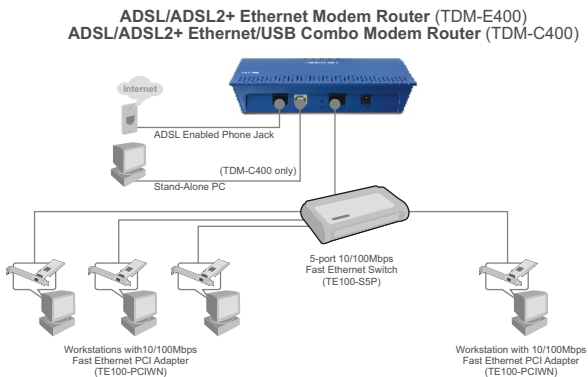 ADSL/ADSL2+ Ethernet Modem Router (TDM-E400)
ADSL/ADSL2+ Ethernet/USB Combo Modem Router (TDM-C400)
Internet
ADSL Enabled Phone Jack
(TDM-C400 only)
Stand-Alone PC
5-port 10/100Mbps
Fast Ethernet Switch
(TE100-S5P)
Workstations with10/100Mbps
Fast Ethernet PCI Adapter
(TE100-PCIWN)
Workstation with 10/100Mbps
Fast Ethernet PCI Adapter
(TE100-PCIWN)